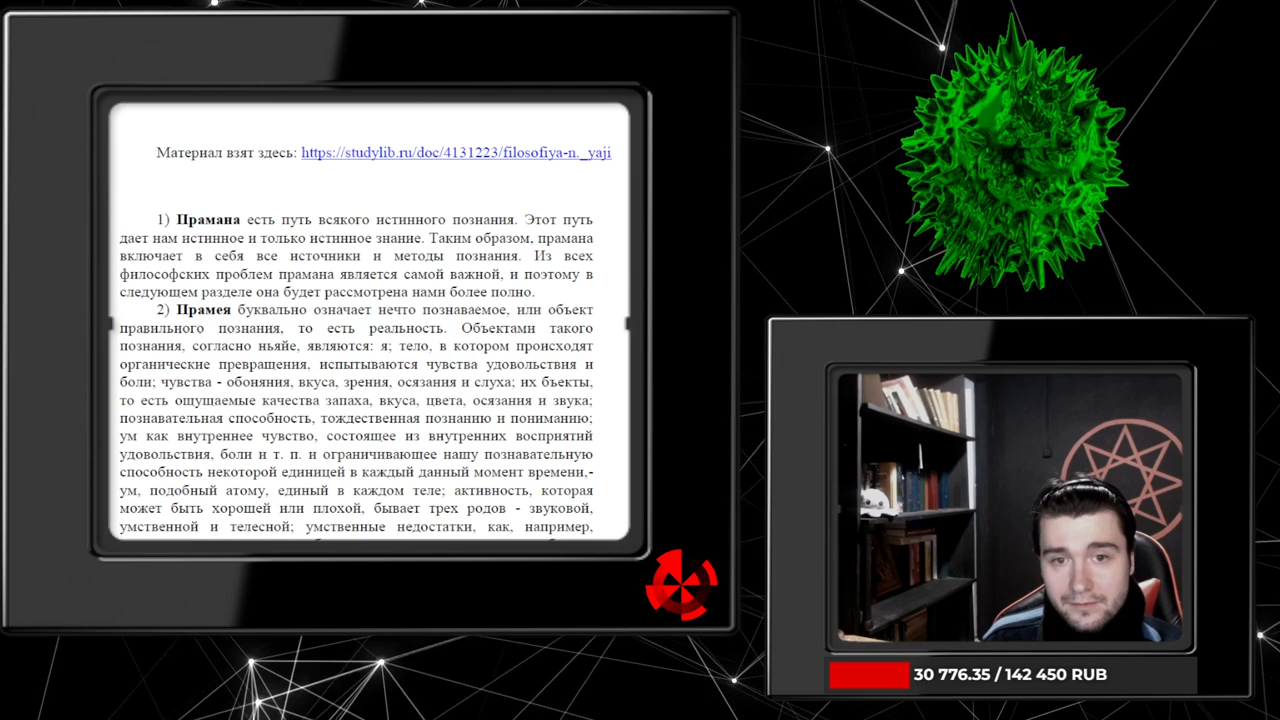 Материал взят здесь: https://studylib.ru/doc/4131223/filosofiya-n._yaji
1) Прамана есть путь всякого истинного познания. Этот путь
дает нам истинное и только истинное знание. Таким образом, прамана
включает в себя все источники и методы познания. Из всех
философских проблем прамана является самой важной, и поэтому в
следующем разделе она будет рассмотрена нами более полно.
2) Прамея буквально означает нечто познаваемое, или объект
правильного познания, то есть реальность. Объектами такого
познания, согласно ньяйе, являются: я; тело, в котором происходят
органические превращения, испытываются чувства удовольствия и
боли; чувства - обоняния, вкуса, зрения, осязания и слуха; их бъекты,
то есть ощущаемые качества запаха, вкуса, цвета, осязания и звука;
познавательная способность, тождественная познанию и пониманию;
ум как внутреннее чувство, состоящее из внутренних восприятий
удовольствия, боли и т. п. и ограничивающее нашу познавательную
способность некоторой единицей в каждый данный момент времени,-
ум, подобный атому, единый в каждом теле; активность, которая
может быть хорошей или плохой, бывает трех родов - звуковой,
умственной и телесной; умственные недостатки, как, например,
30 776.35 / 142 450 RUB